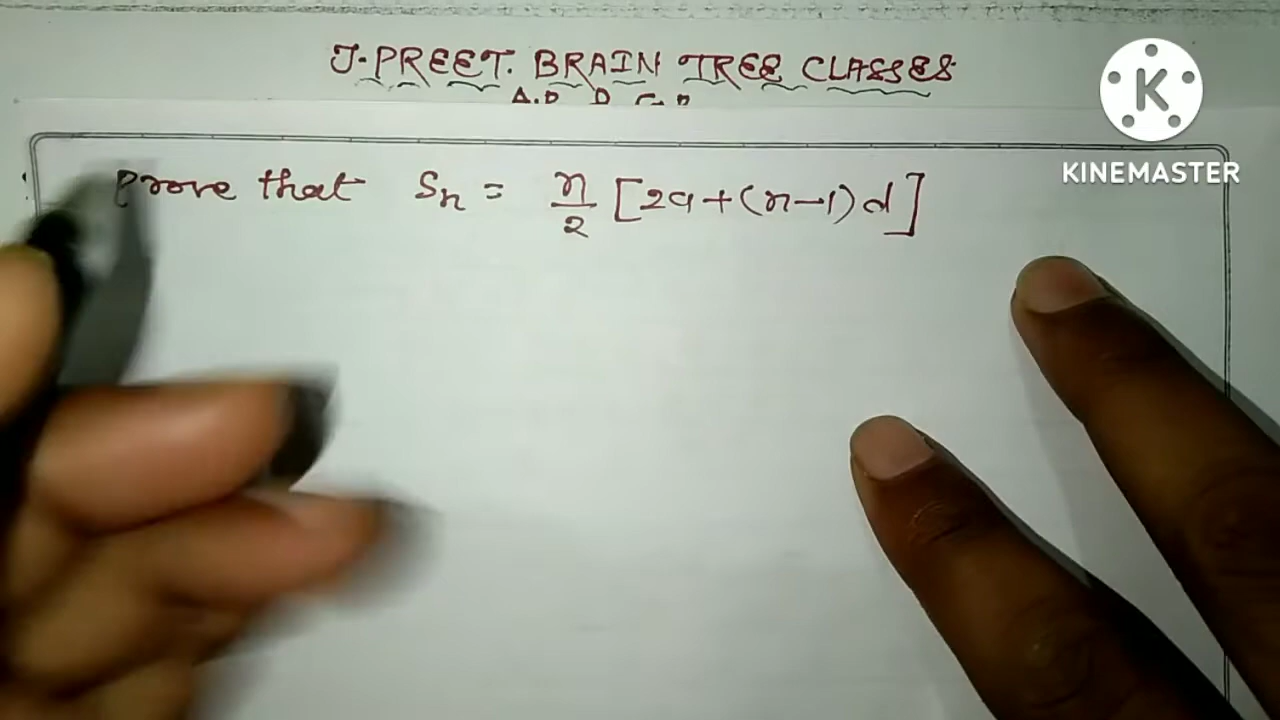 J-PREET. BRAIN TREE CLASSES
KINEMASTER
Prove that Sn = n/2 [2a+(n-1)d]